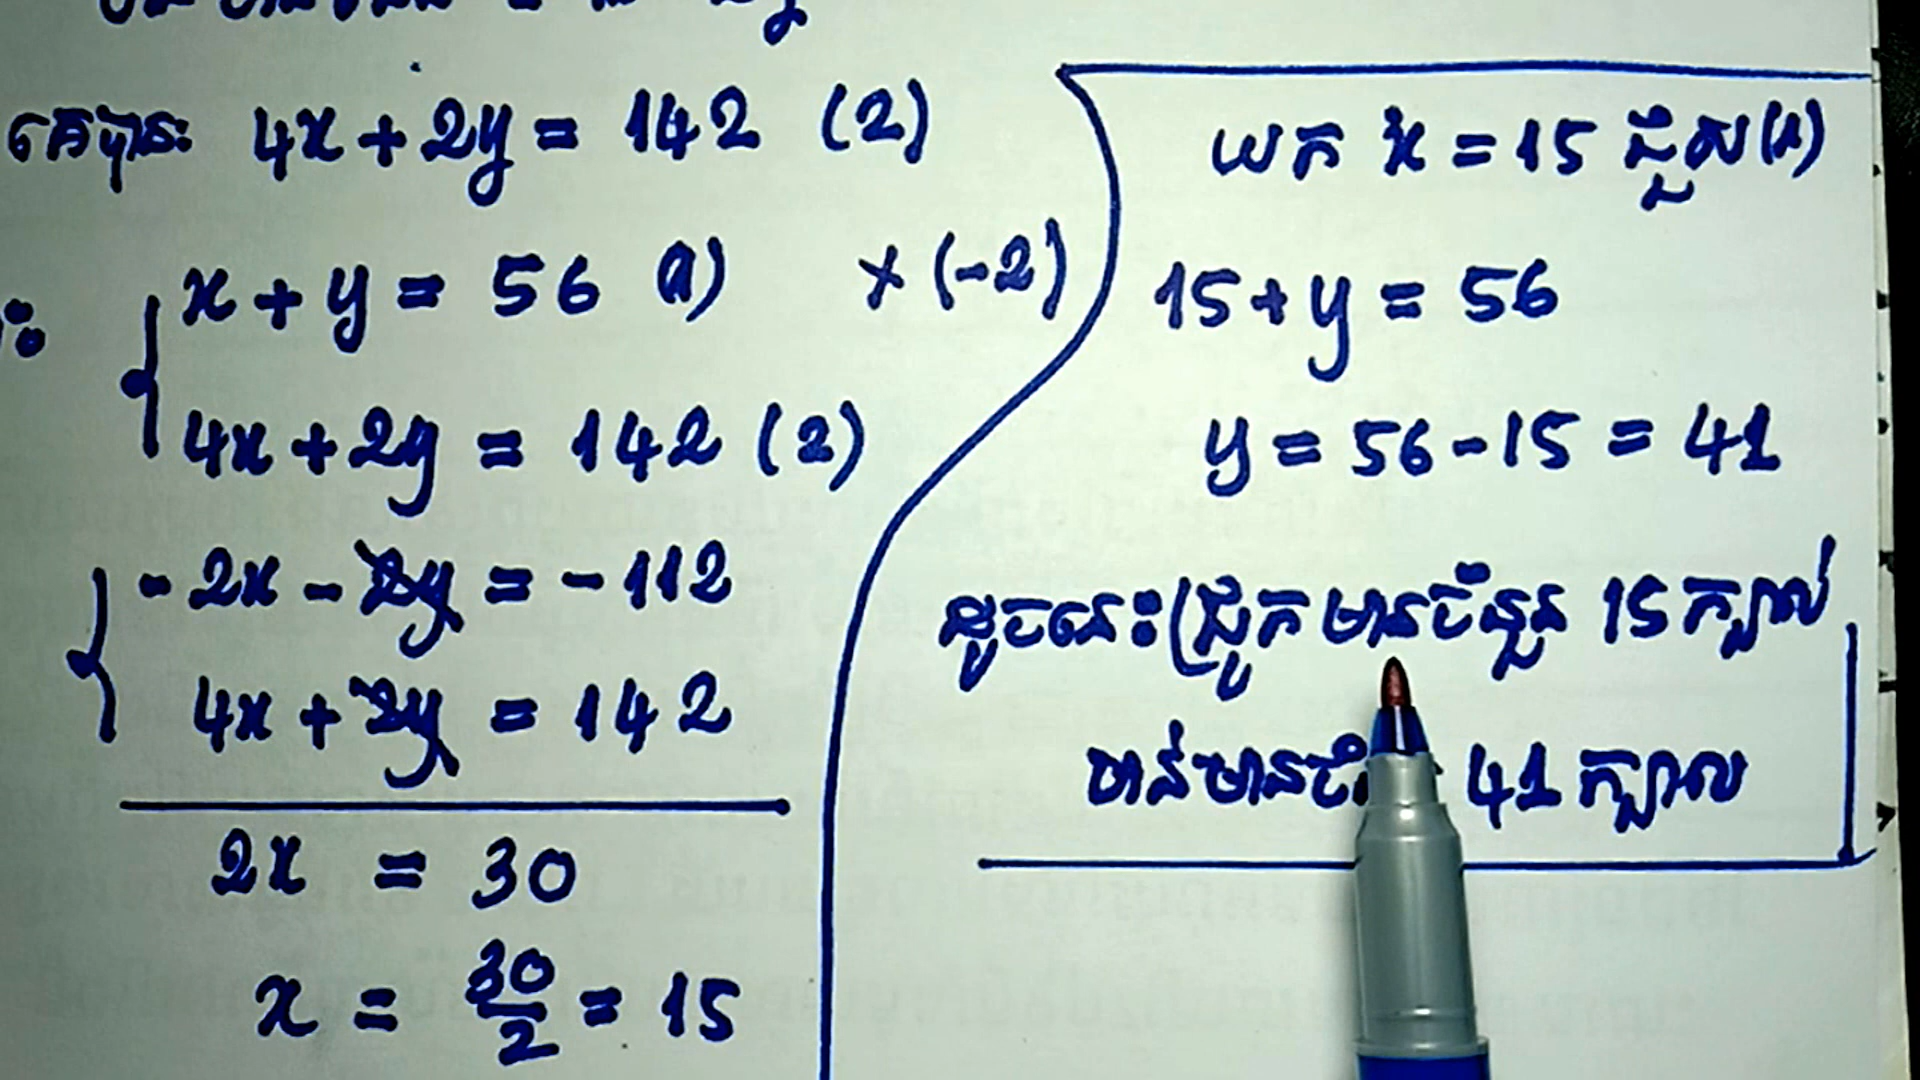 គេបាន: 4x + 2y = 142 (2)
x + y = 56 (1) × (-2)
4x + 2y = 142 (2)
- 2x - 2y = - 112
4x + 2y = 142
2x = 30
x = 30/2 = 15
យក x = 15 ជួស (1)
15 + y = 56
y = 56 - 15 = 41
ដូចនេះ ជ្រូកមានចំនួន 15 ក្បាល
មាន់មាន 41 ក្បាល